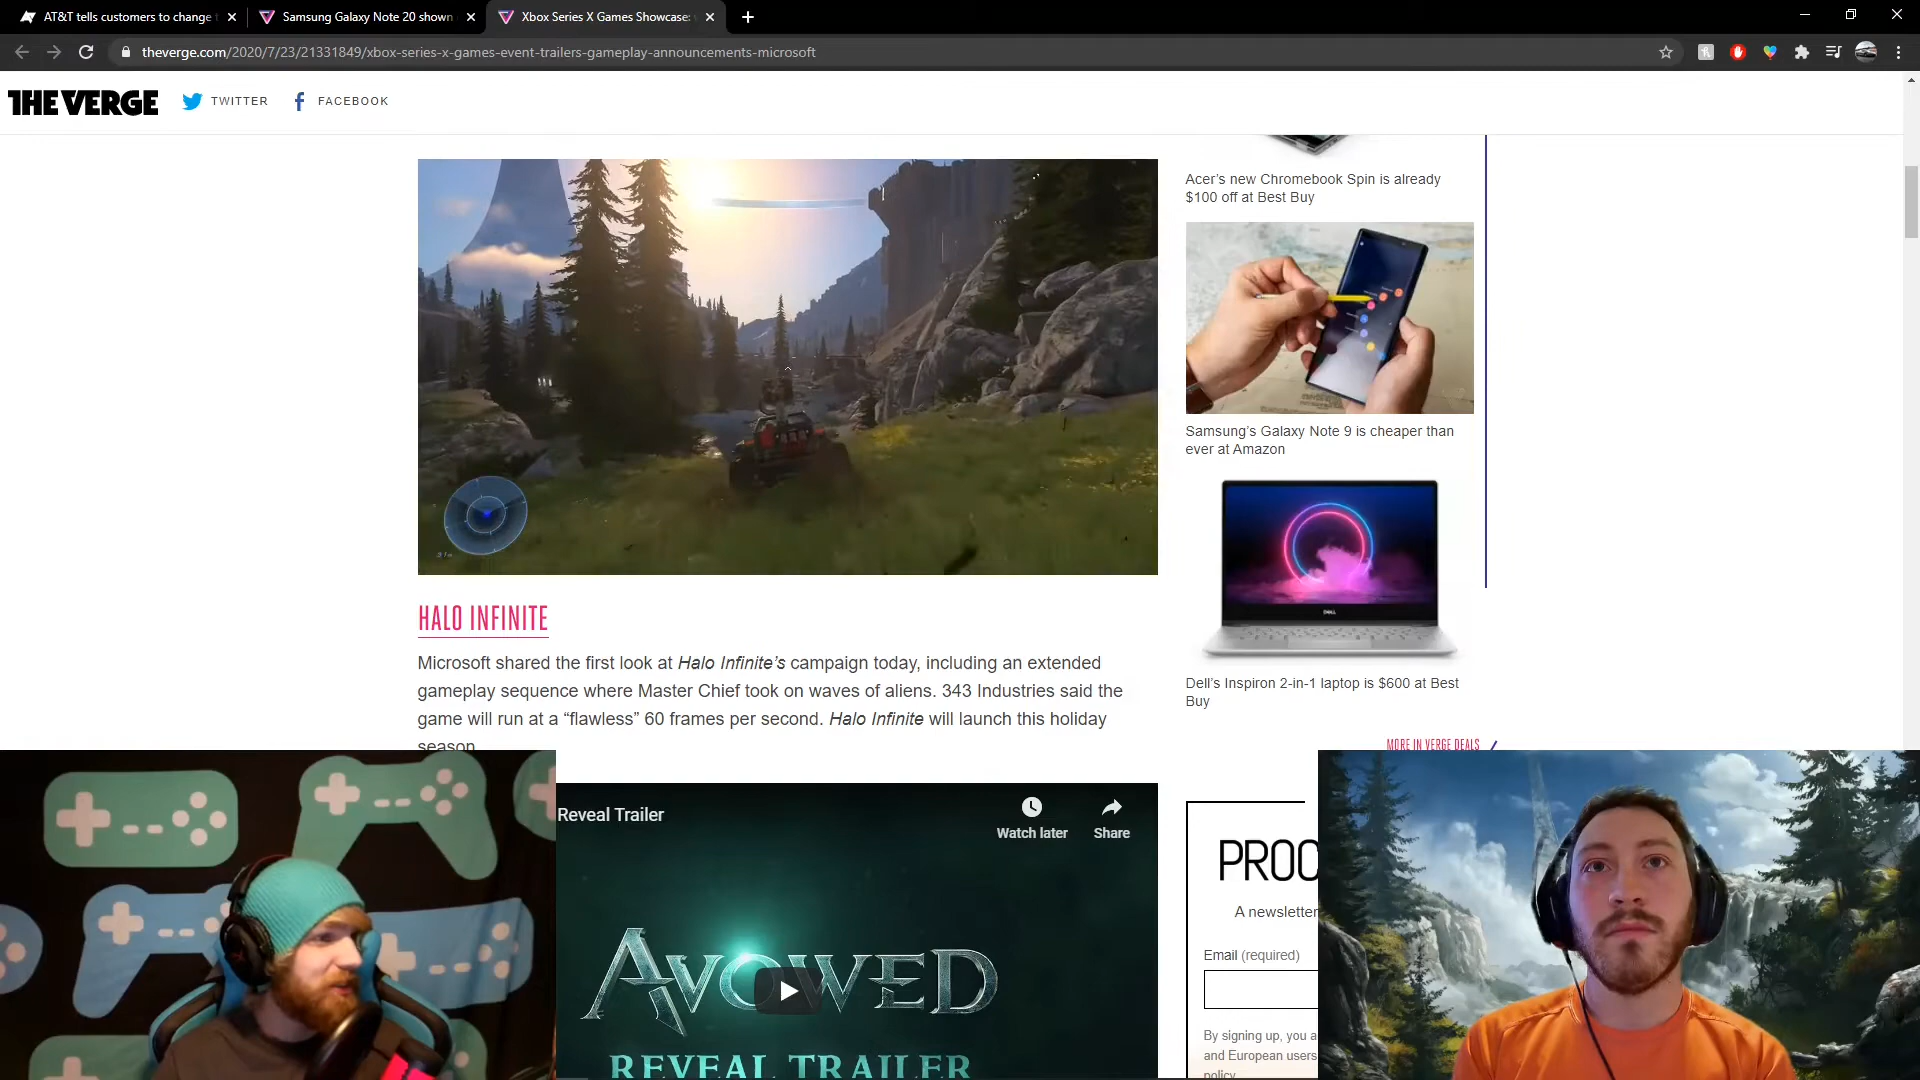 AT&T tells customers to change
Samsung Galaxy Note 20 shown
Xbox Series X Games Showcase:
theverge.com/2020/7/23/21331849/xbox-series-x-games-event-trailers-gameplay-announcements-microsoft
THE VERGE
TWITTER
FACEBOOK
Acer's new Chromebook Spin is already
$100 off at Best Buy
Samsung's Galaxy Note 9 is cheaper than
ever at Amazon
DELL
Dell's Inspiron 2-in-1 laptop is $600 at Best
Buy
MORE IN VERGE DEALS
HALO INFINITE
Microsoft shared the first look at Halo Infinite's campaign today, including an extended
gameplay sequence where Master Chief took on waves of aliens. 343 Industries said the
game will run at a “flawless” 60 frames per second. Halo Infinite will launch this holiday
season.
Reveal Trailer
Watch later
Share
AVOWED
REVEAL TRAILER
PROC
A newsletter
Email (required)
By signing up, you a
and European users
policy.